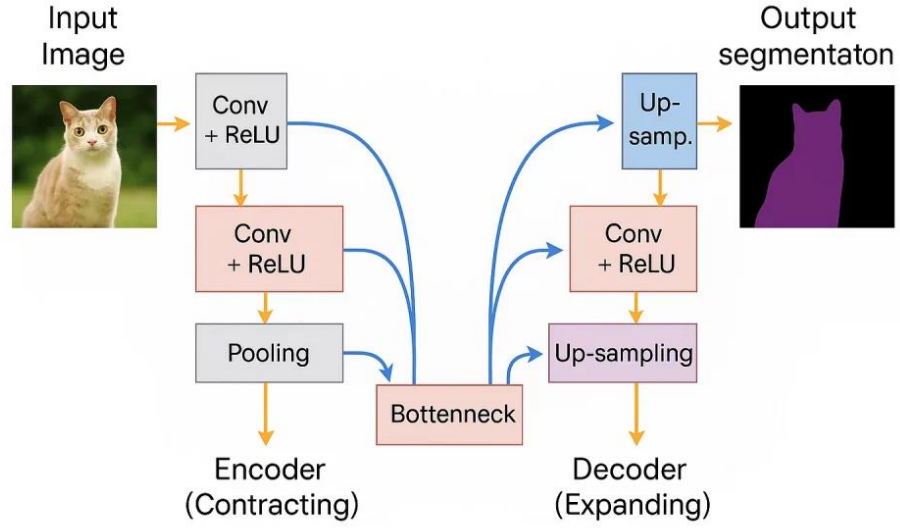 Input
Image
Conv
+ ReLU
Conv
+ ReLU
Pooling
Encoder
(Contracting)
Bottenneck
Output
segmentaton
Up-
samp.
Conv
+ ReLU
Up-sampling
Decoder
(Expanding)